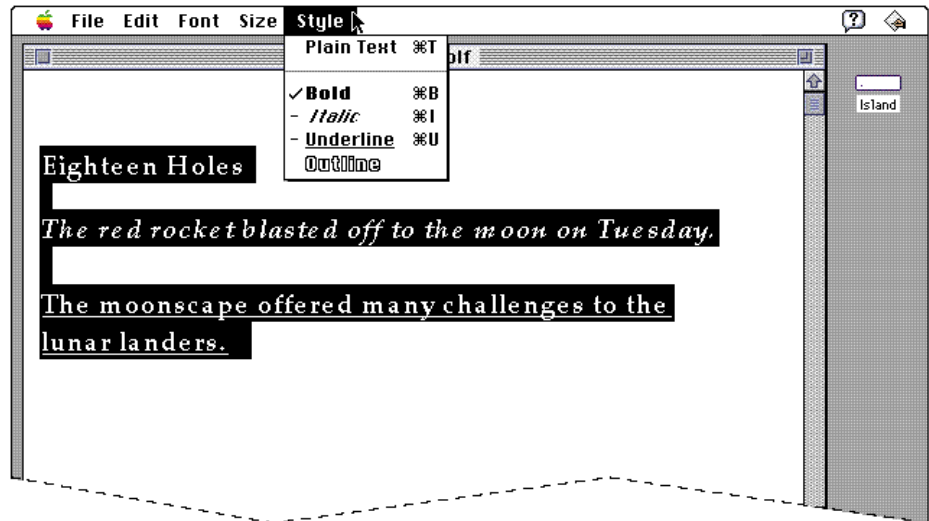 File Edit Font Size Style
olf
Plain Text ⌘T
✓Bold ⌘B
- Italic ⌘I
- Underline ⌘U
Outline
Island
Eighteen Holes
The red rocket blasted off to the moon on Tuesday.
The moonscape offered many challenges to the
lunar landers.